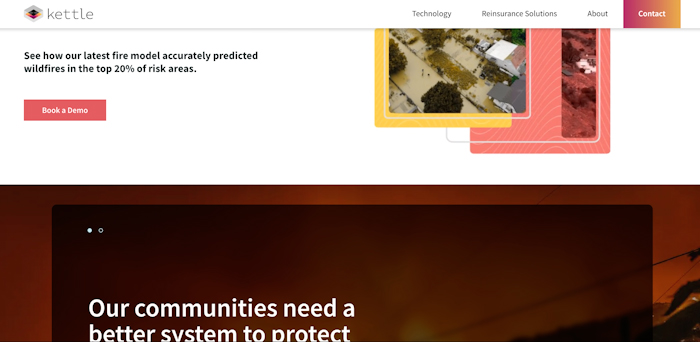 kettle
Technology
Reinsurance Solutions
About
Contact
See how our latest fire model accurately predicted
wildfires in the top 20% of risk areas.
Book a Demo
Our communities need a
better system to protect